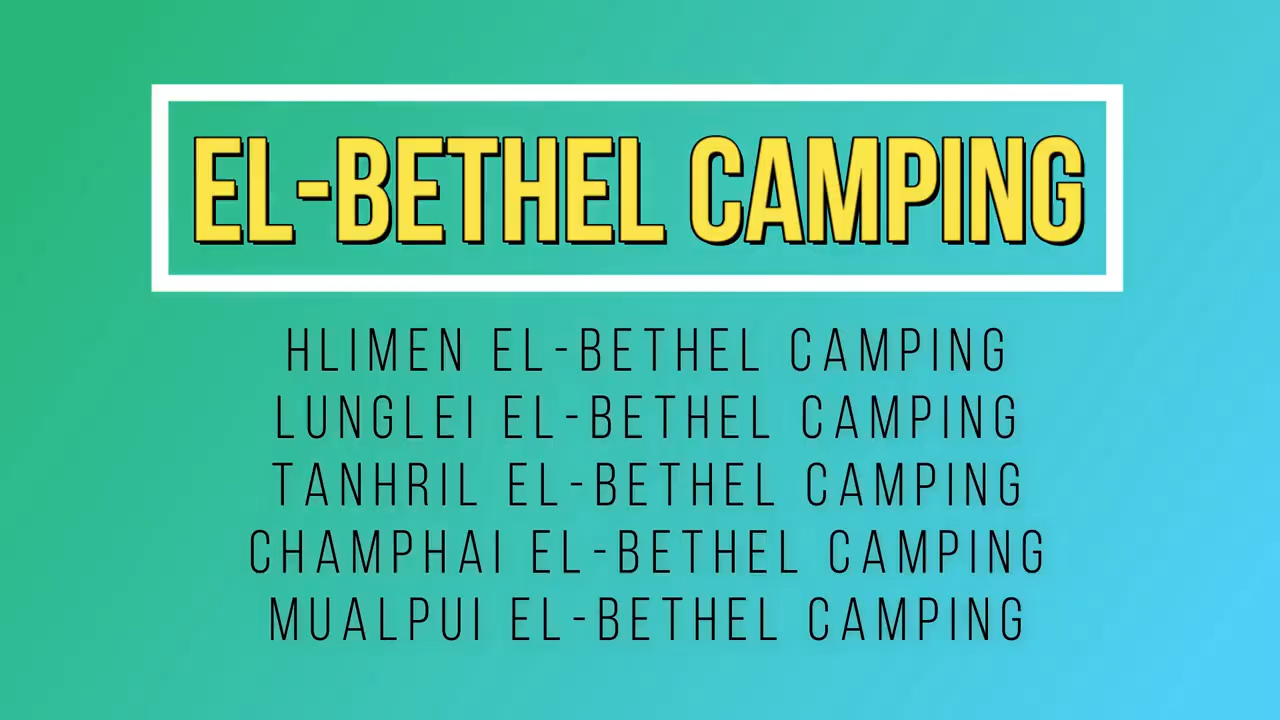 EL-BETHEL CAMPING
HLIMEN EL-BETHEL CAMPING
LUNGLEI EL-BETHEL CAMPING
TANHRIL EL-BETHEL CAMPING
CHAMPHAI EL-BETHEL CAMPING
MUALPUI EL-BETHEL CAMPING